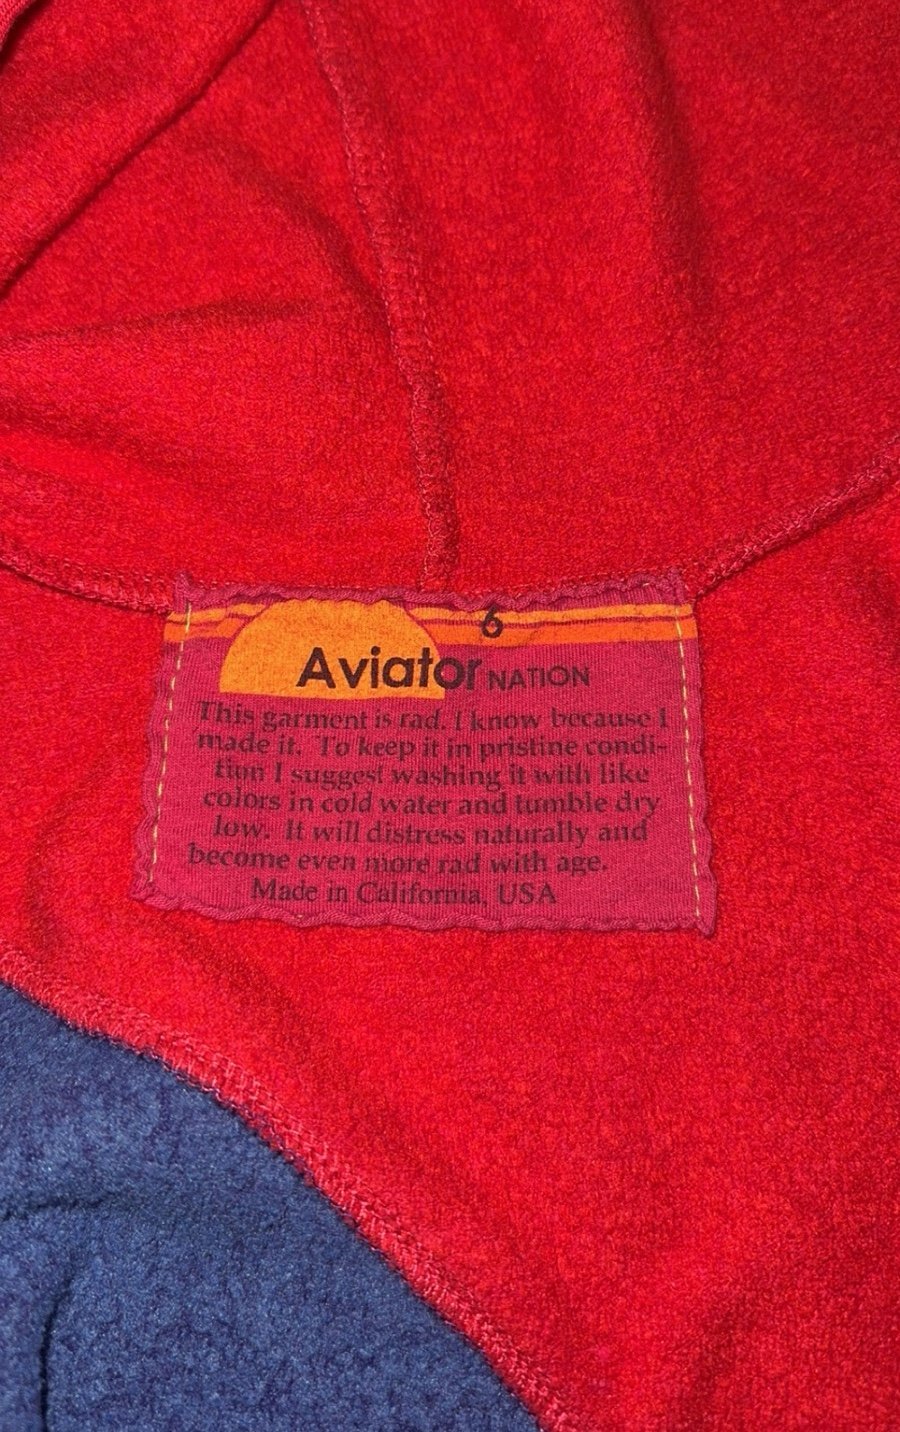 6
Aviator NATION
This garment is rad. I know because I
made it. To keep it in pristine condi-
tion I suggest washing it with like
colors in cold water and tumble dry
low. It will distress naturally and
become even more rad with age.
Made in California, USA